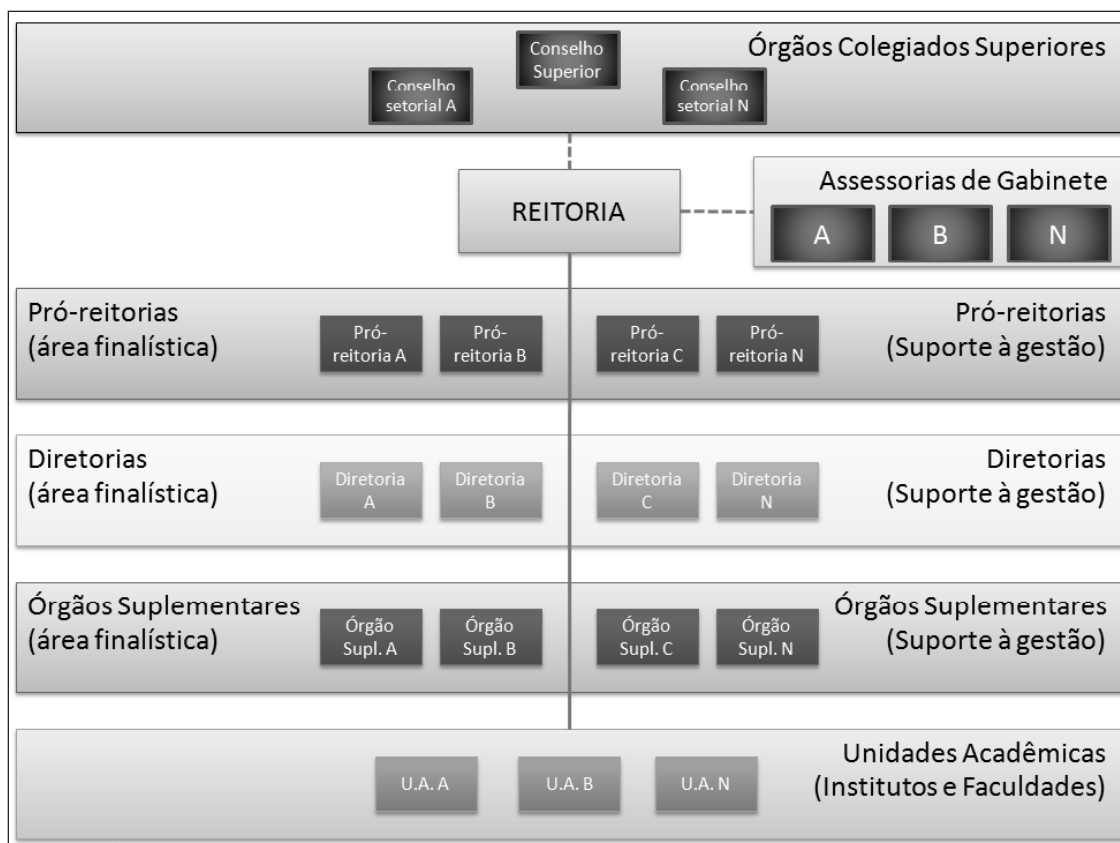 Órgãos Colegiados Superiores
Conselho
Superior
Conselho
setorial A
Conselho
setorial N
REITORIA
Assessorias de Gabinete
A
B
N
Pró-reitorias
(área finalística)
Pró-
reitoria A
Pró-
reitoria B
Pró-
reitoria C
Pró-
reitoria N
Pró-reitorias
(Suporte à gestão)
Diretorias
(área finalística)
Diretoria
A
Diretoria
B
Diretoria
C
Diretoria
N
Diretorias
(Suporte à gestão)
Órgãos Suplementares
(área finalística)
Órgão
Supl. A
Órgão
Supl. B
Órgão
Supl. C
Órgão
Supl. N
Órgãos Suplementares
(Suporte à gestão)
Unidades Acadêmicas
(Institutos e Faculdades)
U.A. A
U.A. B
U.A. N